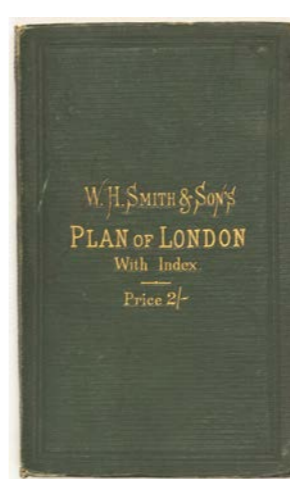 W. H. SMITH & SON'S
PLAN OF LONDON
With Index
Price 2/-